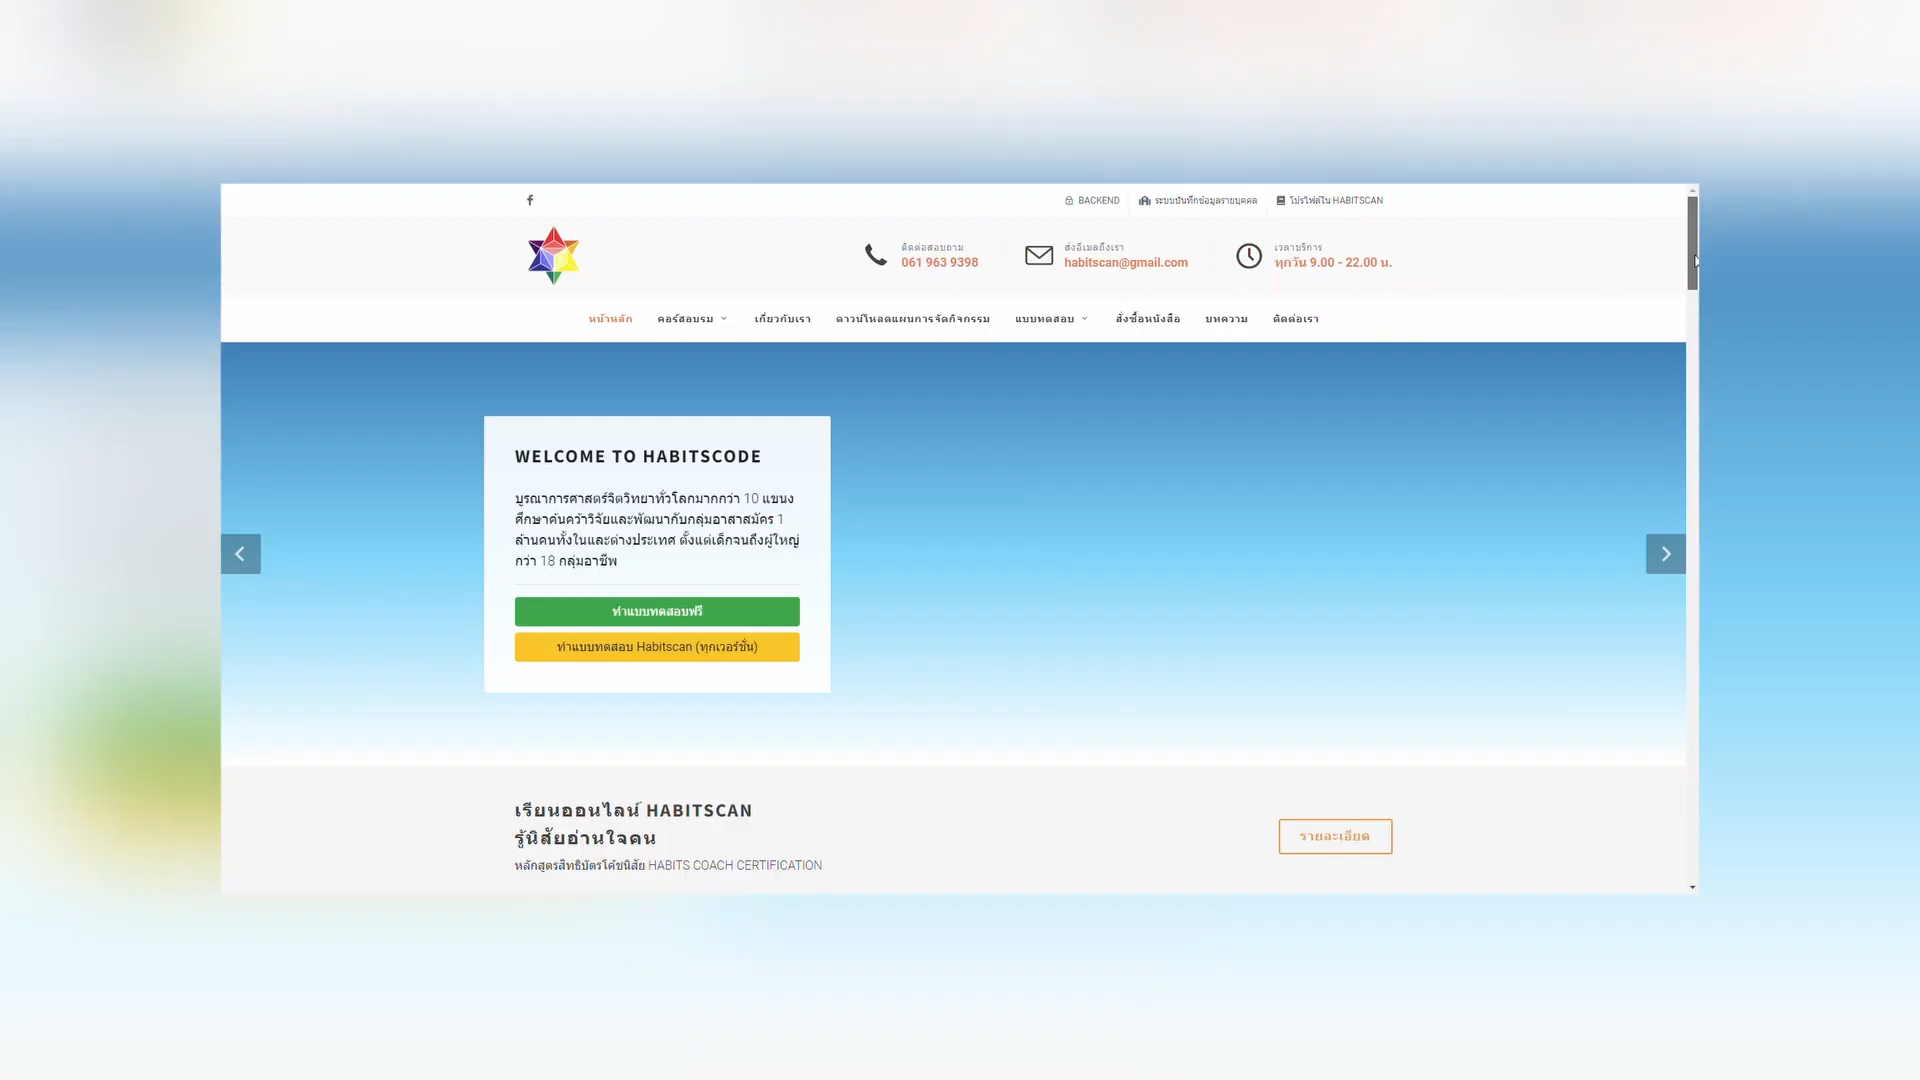 BACKEND
ระบบบันทึกข้อมูลรายบุคคล
โปรไฟล์ใน HABITSCAN
ติดต่อสอบถาม
061 963 9398
ส่งอีเมลถึงเรา
habitscan@gmail.com
เวลาบริการ
ทุกวัน 9.00 - 22.00 น.
หน้าหลัก
คอร์สอบรม
เกี่ยวกับเรา
ดาวน์โหลดแผนการจัดกิจกรรม
แบบทดสอบ
สั่งซื้อหนังสือ
บทความ
ติดต่อเรา
WELCOME TO HABITSCODE
บูรณาการศาสตร์จิตวิทยาทั่วโลกมากกว่า 10 แขนง
ศึกษาค้นคว้าวิจัยและพัฒนากับกลุ่มอาสาสมัคร 1
ล้านคนทั้งในและต่างประเทศ ตั้งแต่เด็กจนถึงผู้ใหญ่
กว่า 18 กลุ่มอาชีพ
ทำแบบทดสอบฟรี
ทำแบบทดสอบ Habitscan (ทุกเวอร์ชั่น)
เรียนออนไลน์ HABITSCAN
รู้นิสัยอ่านใจคน
หลักสูตรสิทธิบัตรโค้ชนิสัย HABITS COACH CERTIFICATION
รายละเอียด